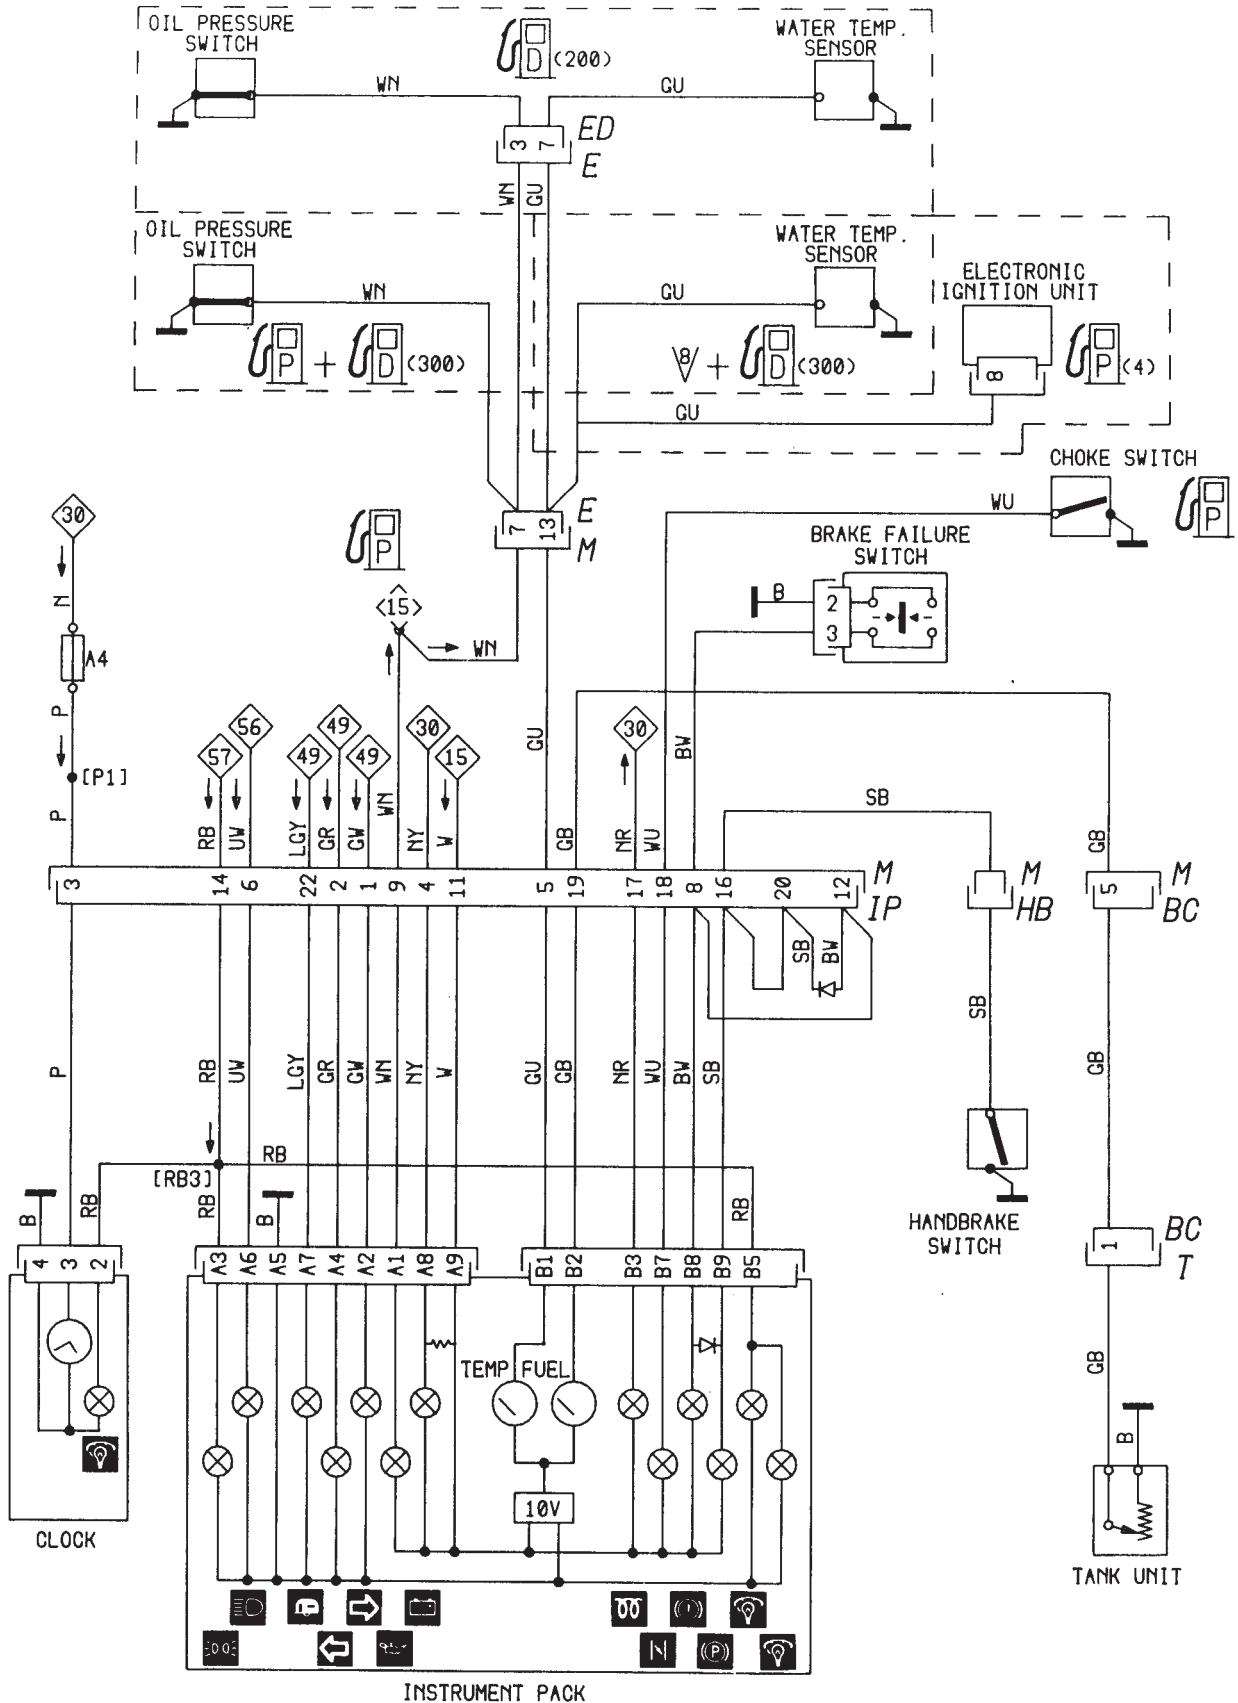 OIL PRESSURE
SWITCH
D (200)
WATER TEMP.
SENSOR
WN
GU
3 7
ED
E
WN GU
OIL PRESSURE
SWITCH
WATER TEMP.
SENSOR
ELECTRONIC
IGNITION UNIT
WN
GU
P + D (300)
8 + D (300)
8
P (4)
GU
CHOKE SWITCH
30
WU
P
7 13
E
M
P
BRAKE FAILURE
SWITCH
N
15
B
2
3
WN
A4
P
57 56 49 49 49 30 15
GU
30
BW
[P1]
SB
P
RB UW LGY GR GW WN NY W
GB
NR WU
GB
3 14 6 22 2 1 9 4 11 5 19 17 18 8 16 20 12
M
IP
M
HB
5
M
BC
SB BW
SB
P RB UW LGY GR GW WN NY W GU GB NR WU BW SB
GB
RB
[RB3]
B RB RB B RB
HANDBRAKE
SWITCH
1
BC
T
4 3 2
A3 A6 A5 A7 A4 A2 A1 A8 A9
B1 B2 B3 B7 B8 B9 B5
TEMP FUEL
GB
B
10V
CLOCK
TANK UNIT
P
INSTRUMENT PACK